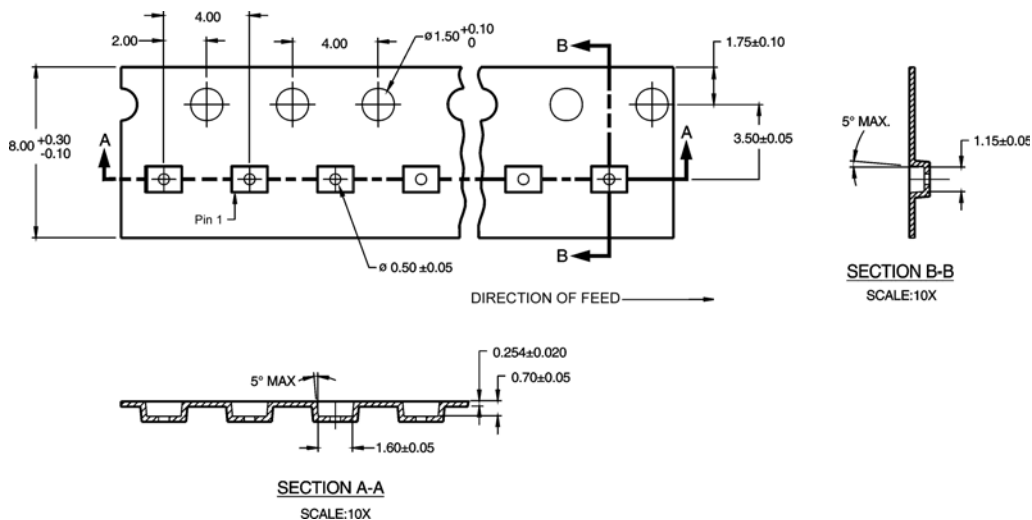 4.00
2.00
4.00
ø1.50 +0.10
0
B
1.75±0.10
8.00 +0.30
-0.10
A
A
3.50±0.05
5° MAX.
1.15±0.05
Pin 1
ø 0.50±0.05
B
SECTION B-B
SCALE:10X
DIRECTION OF FEED
0.254±0.020
5° MAX
0.70±0.05
1.60±0.05
SECTION A-A
SCALE:10X